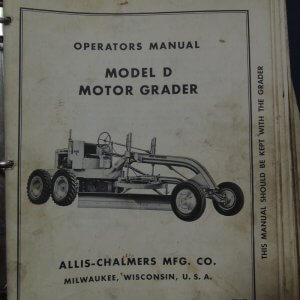 OPERATORS MANUAL
MODEL D
MOTOR GRADER
ALLIS-CHALMERS MFG. CO.
MILWAUKEE, WISCONSIN, U. S. A.
THIS MANUAL SHOULD BE KEPT WITH THE GRADER